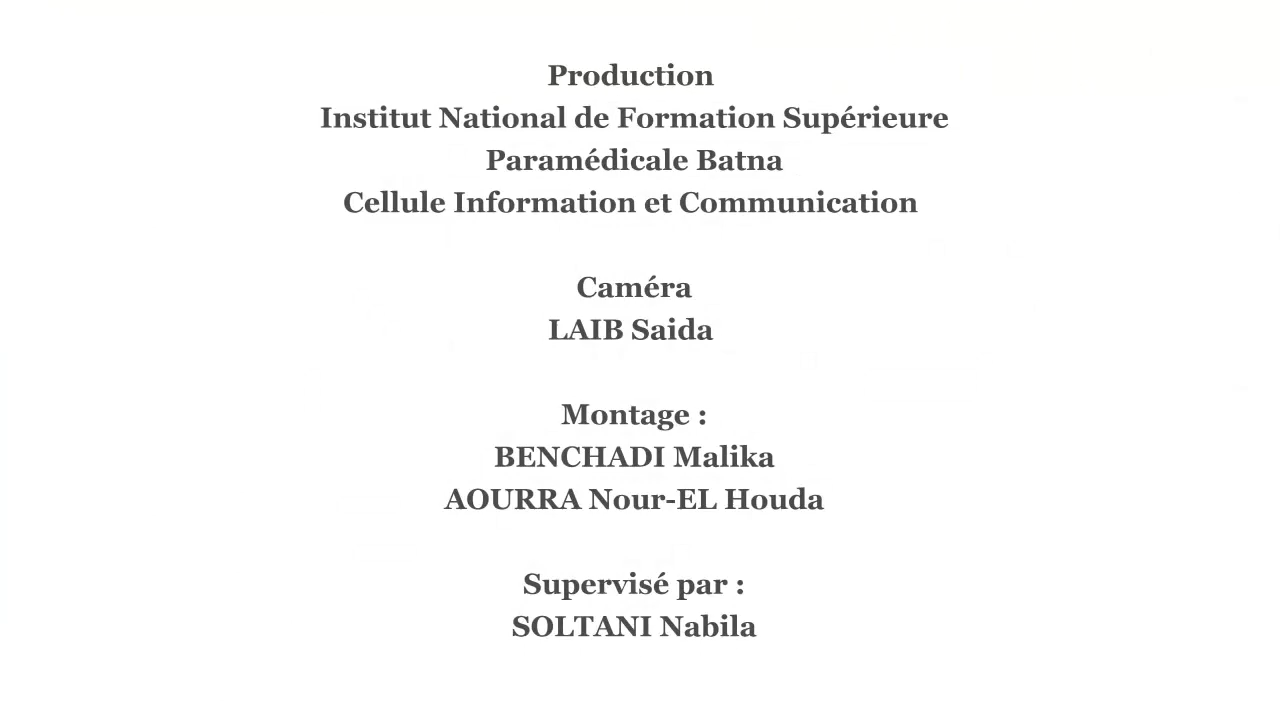 Production
Institut National de Formation Supérieure
Paramédicale Batna
Cellule Information et Communication
Caméra
LAIB Saida
Montage :
BENCHADI Malika
AOURRA Nour-EL Houda
Supervisé par :
SOLTANI Nabila